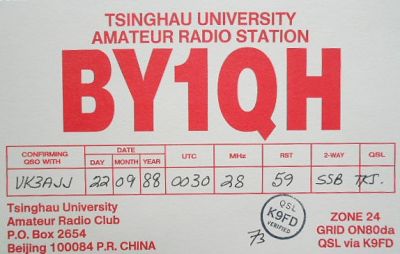 TSINGHAU UNIVERSITY
AMATEUR RADIO STATION
BY1QH
CONFIRMING QSO WITH DATE DAY MONTH YEAR UTC MHz RST 2-WAY QSL
VK3AJJ 22 09 88 0030 28 59 SSB TKS.
Tsinghau University
Amateur Radio Club
P.O. Box 2654
Beijing 100084 P.R. CHINA
73
QSL
K9FD
VERIFIED
ZONE 24
GRID ON80da
QSL via K9FD